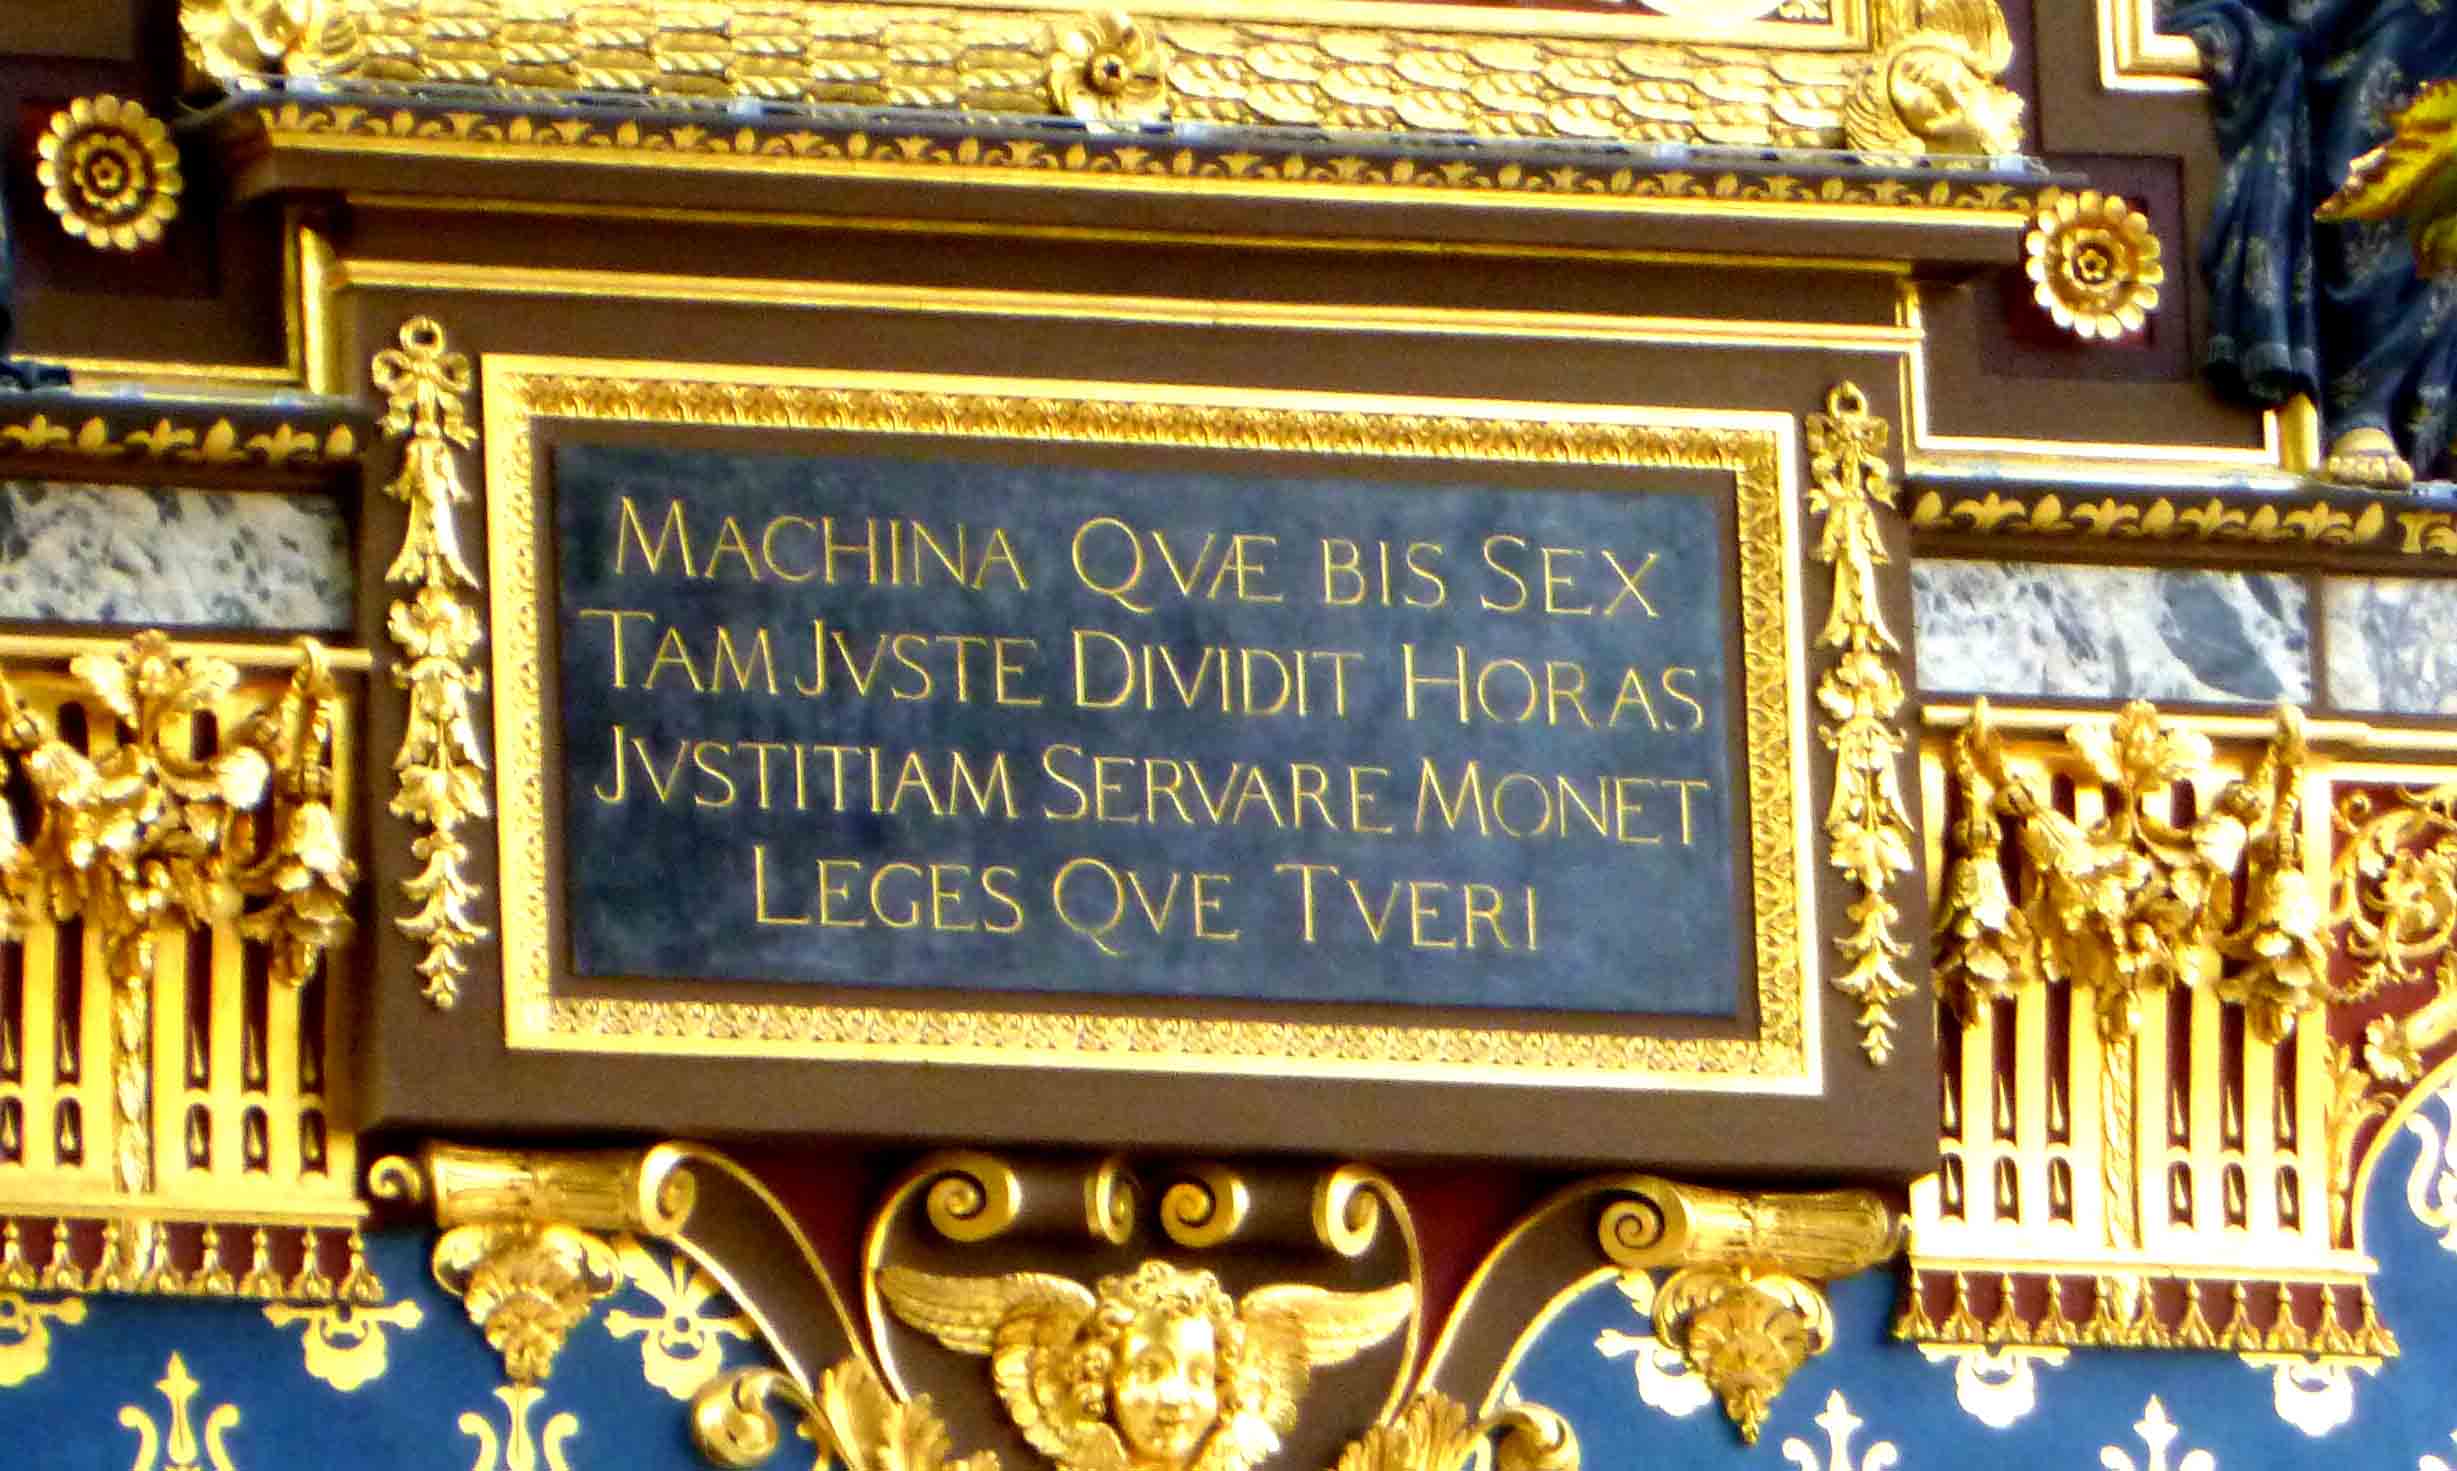 MACHINA QVÆ BIS SEX
TAM JVSTE DIVIDIT HORAS
JVSTITIAM SERVARE MONET
LEGES QVE TVERI